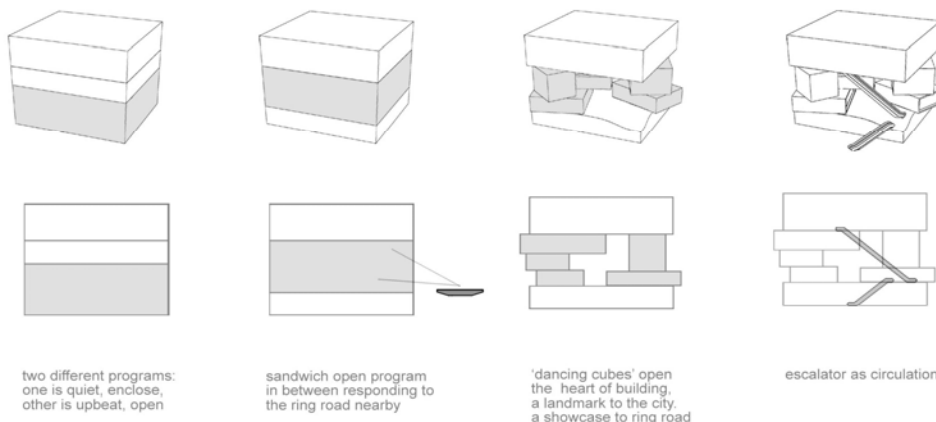 two different programs:
one is quiet, enclose,
other is upbeat, open
sandwich open program
in between responding to
the ring road nearby
‘dancing cubes’ open
the heart of building,
a landmark to the city.
a showcase to ring road
escalator as circulation